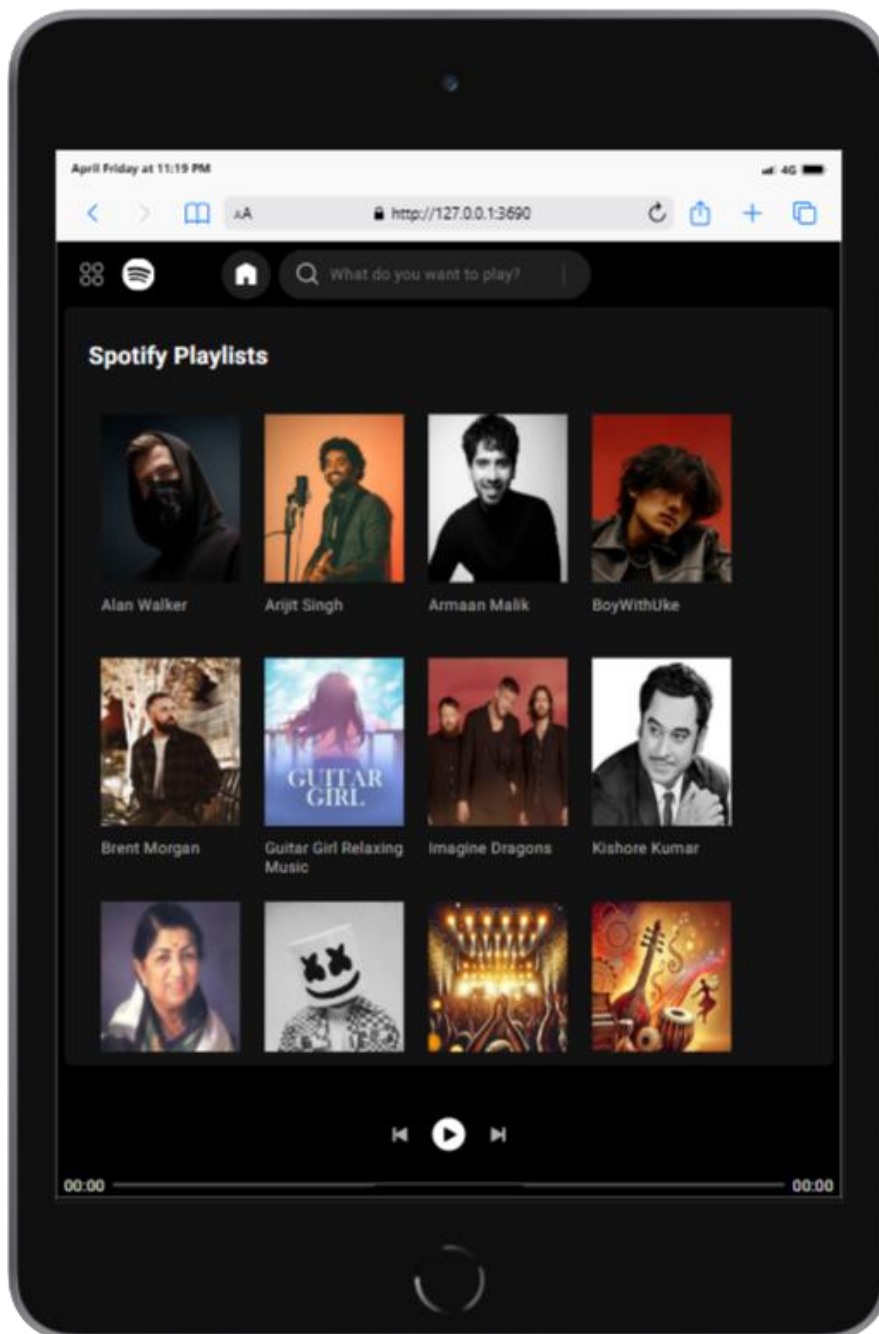 April Friday at 11:19 PM
4G
AA
http://127.0.0.1:3690
What do you want to play?
Spotify Playlists
Alan Walker
Arijit Singh
Armaan Malik
BoyWithUke
GUITAR
GIRL
Brent Morgan
Guitar Girl Relaxing
Music
Imagine Dragons
Kishore Kumar
00:00
00:00